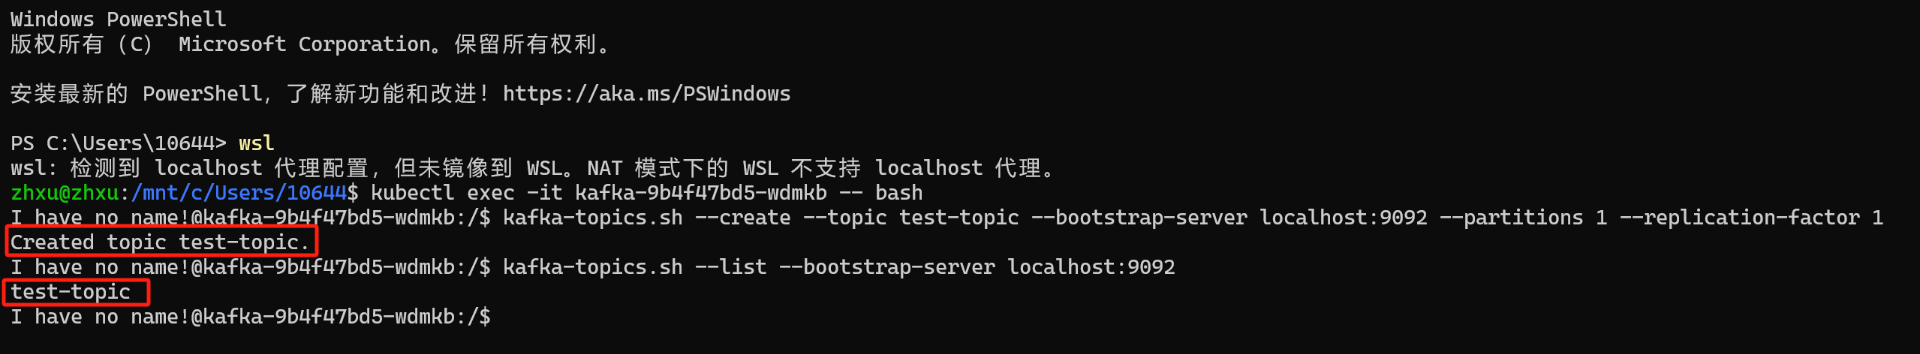 Windows PowerShell
版权所有（C） Microsoft Corporation。保留所有权利。
安装最新的 PowerShell，了解新功能和改进！https://aka.ms/PSWindows
PS C:\Users\10644> wsl
wsl: 检测到 localhost 代理配置，但未镜像到 WSL。NAT 模式下的 WSL 不支持 localhost 代理。
zhxu@zhxu:/mnt/c/Users/10644$ kubectl exec -it kafka-9b4f47bd5-wdmkb -- bash
I have no name!@kafka-9b4f47bd5-wdmkb:/$ kafka-topics.sh --create --topic test-topic --bootstrap-server localhost:9092 --partitions 1 --replication-factor 1
Created topic test-topic.
I have no name!@kafka-9b4f47bd5-wdmkb:/$ kafka-topics.sh --list --bootstrap-server localhost:9092
test-topic
I have no name!@kafka-9b4f47bd5-wdmkb:/$